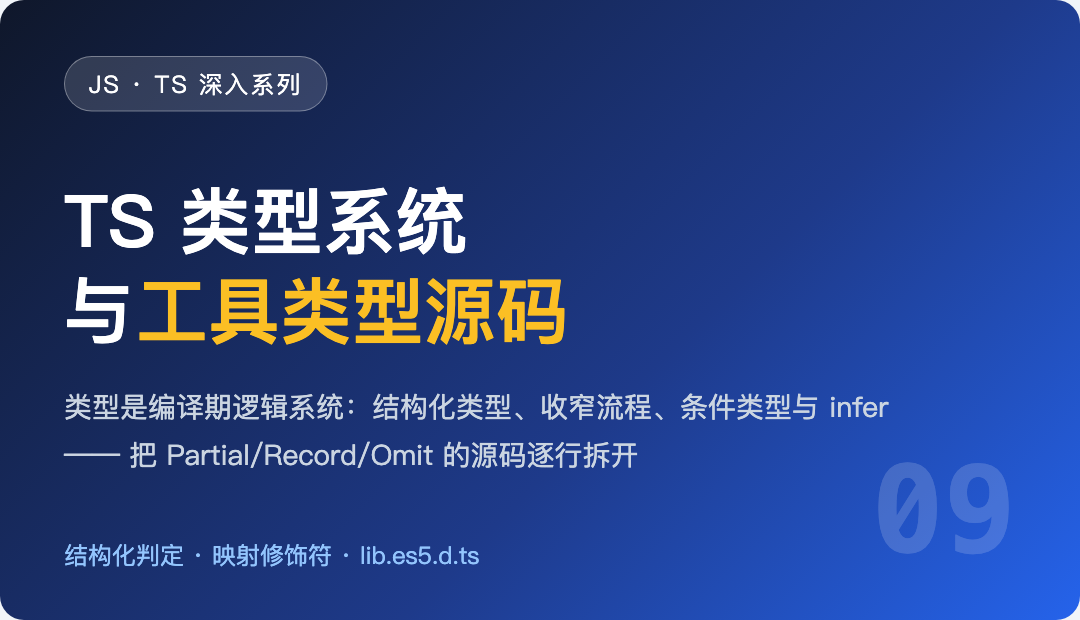 JS · TS 深入系列
TS 类型系统
与工具类型源码
类型是编译期逻辑系统：结构化类型、收窄流程、条件类型与 infer
—— 把 Partial/Record/Omit 的源码逐行拆开
09
结构化判定 · 映射修饰符 · lib.es5.d.ts